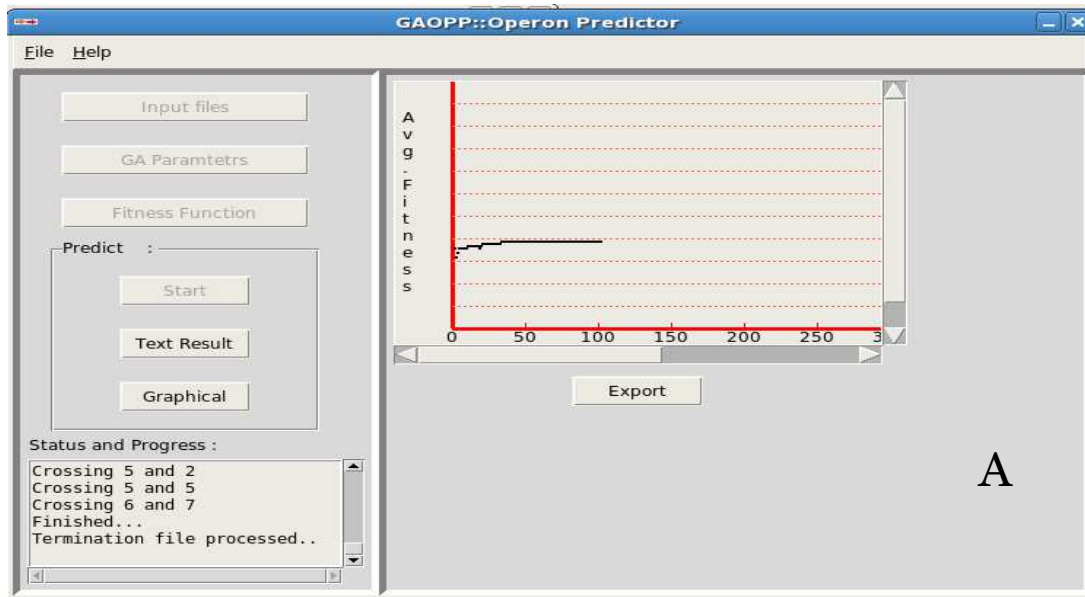 GAOPP::Operon Predictor
File Help
Input files
GA Paramtetrs
Fitness Function
Predict :
Start
Text Result
Graphical
Status and Progress :
Crossing 5 and 2
Crossing 5 and 5
Crossing 6 and 7
Finished...
Termination file processed..
Avg.Fitness
0 50 100 150 200 250 3
Export
A